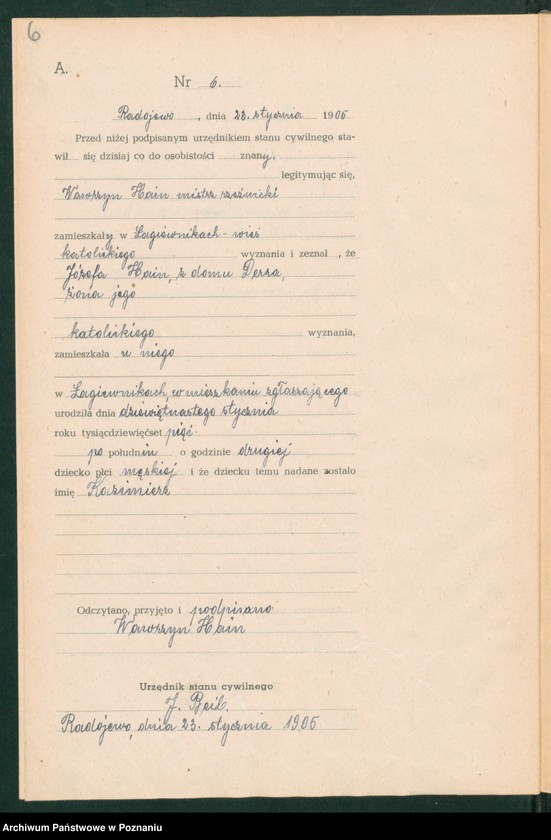 6
A.
Nr 6.
Radojewo, dnia 23. stycznia 1905
Przed niżej podpisanym urzędnikiem stanu cywilnego sta-
wił się dzisiaj co do osobistości znany,
legitymując się,
Wawrzyn Hain mistrz rzeźnicki
zamieszkały w Łagiewnikach - wieś
katolickiego wyznania i zeznał, że
Józefa Hain, z domu Derra,
żona jego
katolickiego wyznania,
zamieszkała u niego
w Łagiewnikach, w mieszkaniu zgłaszającego
urodziła dnia dziewiętnastego stycznia
roku tysiącdziewięćset pięć
po południu o godzinie drugiej
dziecko płci męskiej i że dziecku temu nadane zostało
imię Kazimierz
Odczytano, przyjęto i podpisano
Wawrzyn Hain
Urzędnik stanu cywilnego
J. Beil.
Radojewo, dnia 23. stycznia 1905
Archiwum Państwowe w Poznaniu